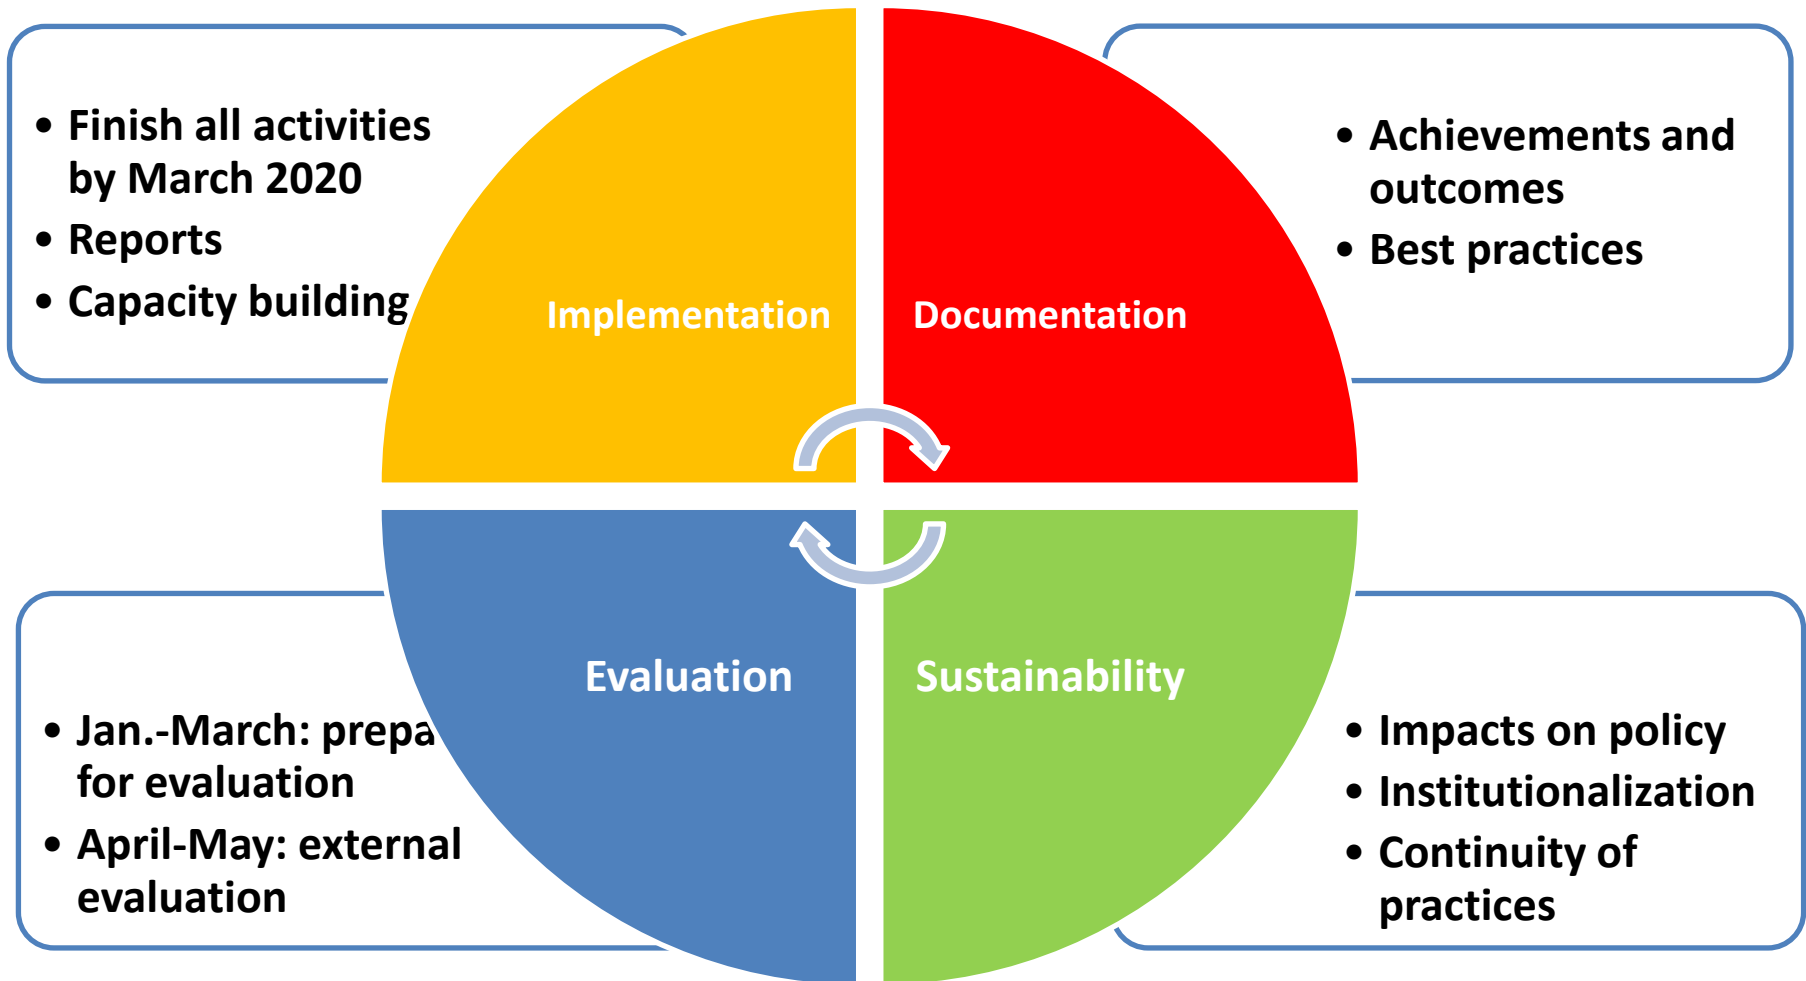 • Finish all activities
by March 2020
• Reports
• Capacity building
Implementation
Documentation
• Achievements and
outcomes
• Best practices
Evaluation
• Jan.-March: prepa
for evaluation
• April-May: external
evaluation
Sustainability
• Impacts on policy
• Institutionalization
• Continuity of
practices